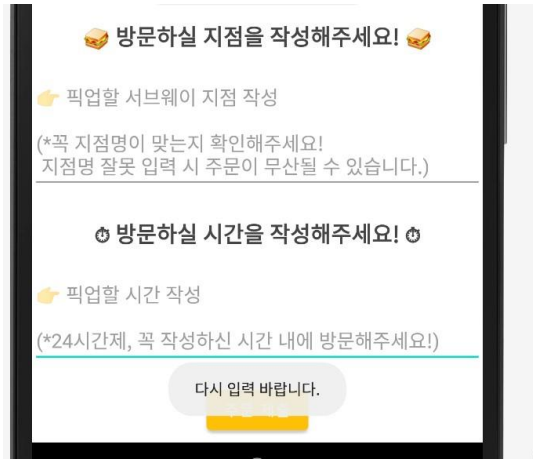 🥪 방문하실 지점을 작성해주세요! 🥪
👉 픽업할 서브웨이 지점 작성
(*꼭 지점명이 맞는지 확인해주세요!
지점명 잘못 입력 시 주문이 무산될 수 있습니다.)
⏱ 방문하실 시간을 작성해주세요! ⏱
👉 픽업할 시간 작성
(*24시간제, 꼭 작성하신 시간 내에 방문해주세요!)
다시 입력 바랍니다.